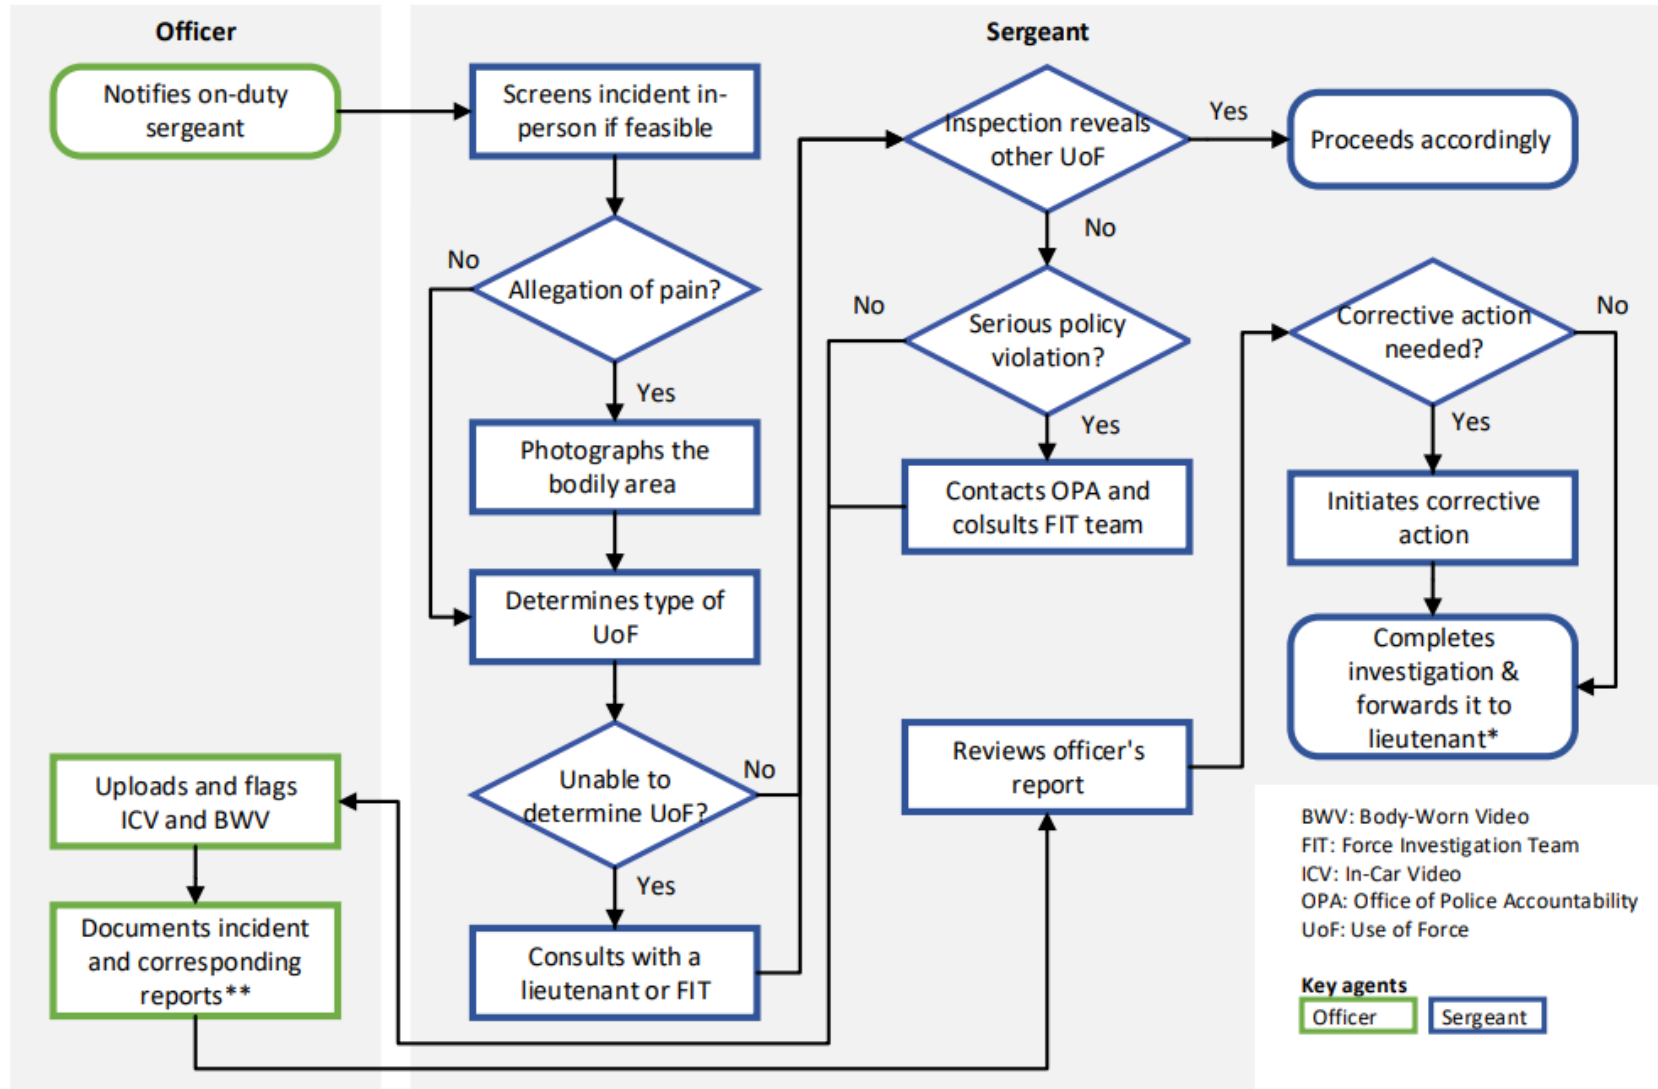 Officer
Sergeant
Notifies on-duty
sergeant
Screens incident in-
person if feasible
No
Allegation of pain?
Yes
Photographs the
bodily area
Determines type of
UoF
Unable to
determine UoF?
No
Yes
Consults with a
lieutenant or FIT
Inspection reveals
other UoF
Yes
Proceeds accordingly
No
Serious policy
violation?
No
Yes
Contacts OPA and
colsults FIT team
Uploads and flags
ICV and BWV
Documents incident
and corresponding
reports**
Reviews officer's
report
Corrective action
needed?
No
Yes
Initiates corrective
action
Completes
investigation &
forwards it to
lieutenant*
BWV: Body-Worn Video
FIT: Force Investigation Team
ICV: In-Car Video
OPA: Office of Police Accountability
UoF: Use of Force
Key agents
Officer
Sergeant